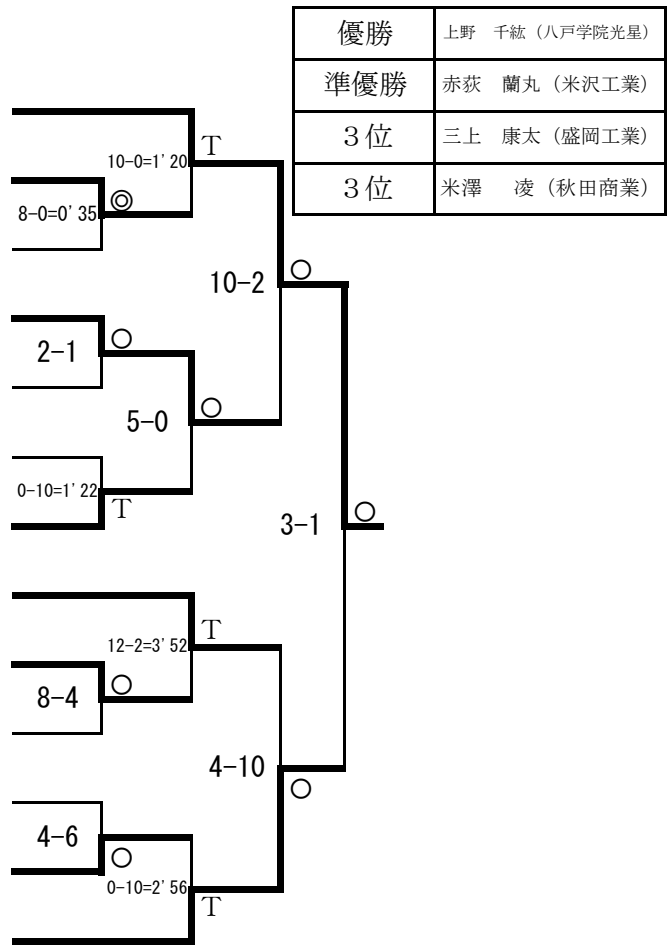 優勝 上野 千紘（八戸学院光星）
準優勝 赤荻 蘭丸（米沢工業）
３位 三上 康太（盛岡工業）
３位 米澤 凌（秋田商業）
T
10-0=1'20
◎
8-0=0'35
○
10-2
○
2-1
○
5-0
0-10=1'22
T
○
3-1
T
12-2=3'52
○
8-4
4-10
○
4-6
○
0-10=2'56
T